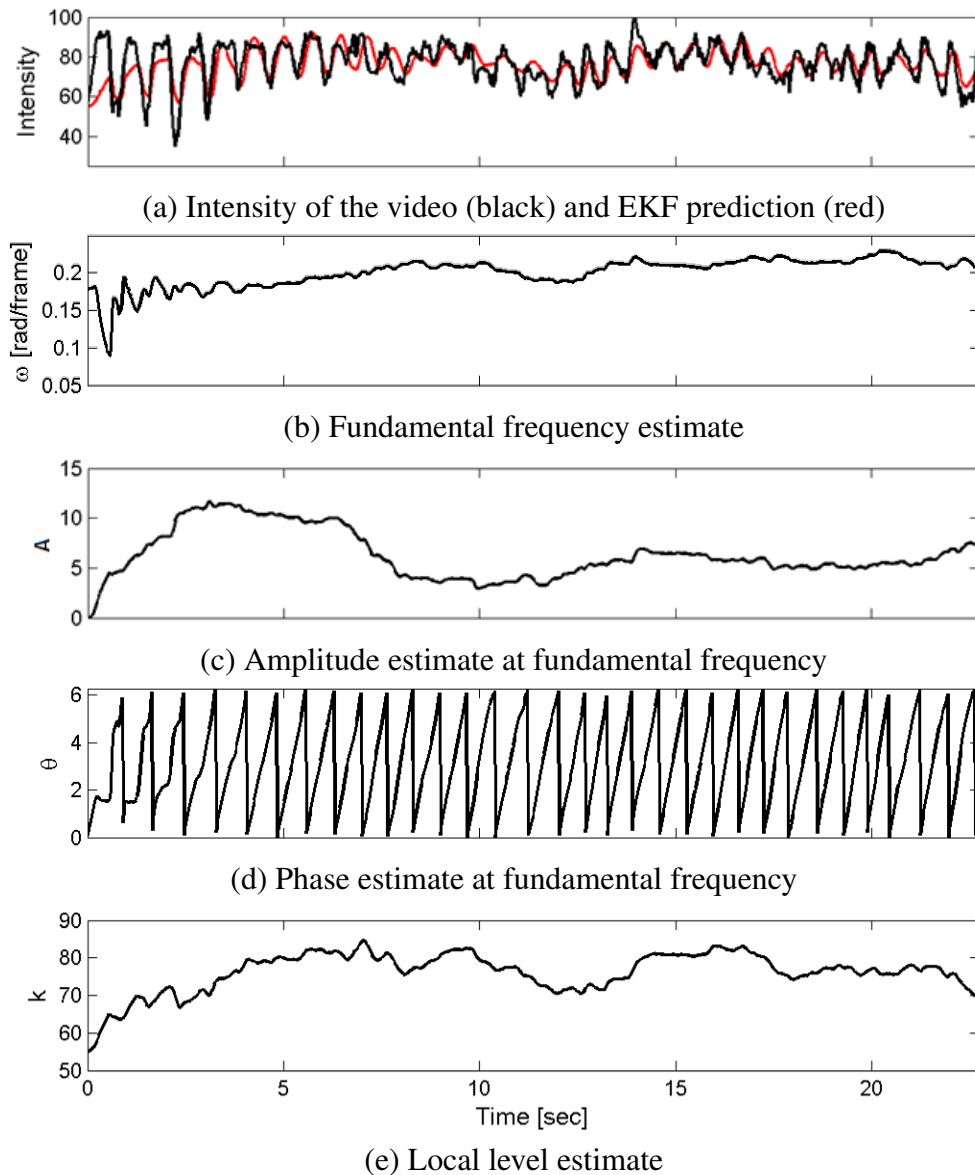 100
80
60
40
Intensity
(a) Intensity of the video (black) and EKF prediction (red)
0.2
0.15
0.1
0.05
ω [rad/frame]
(b) Fundamental frequency estimate
15
10
5
0
A
(c) Amplitude estimate at fundamental frequency
6
4
2
0
θ
(d) Phase estimate at fundamental frequency
90
80
70
60
50
k
0 5 10 15 20
Time [sec]
(e) Local level estimate